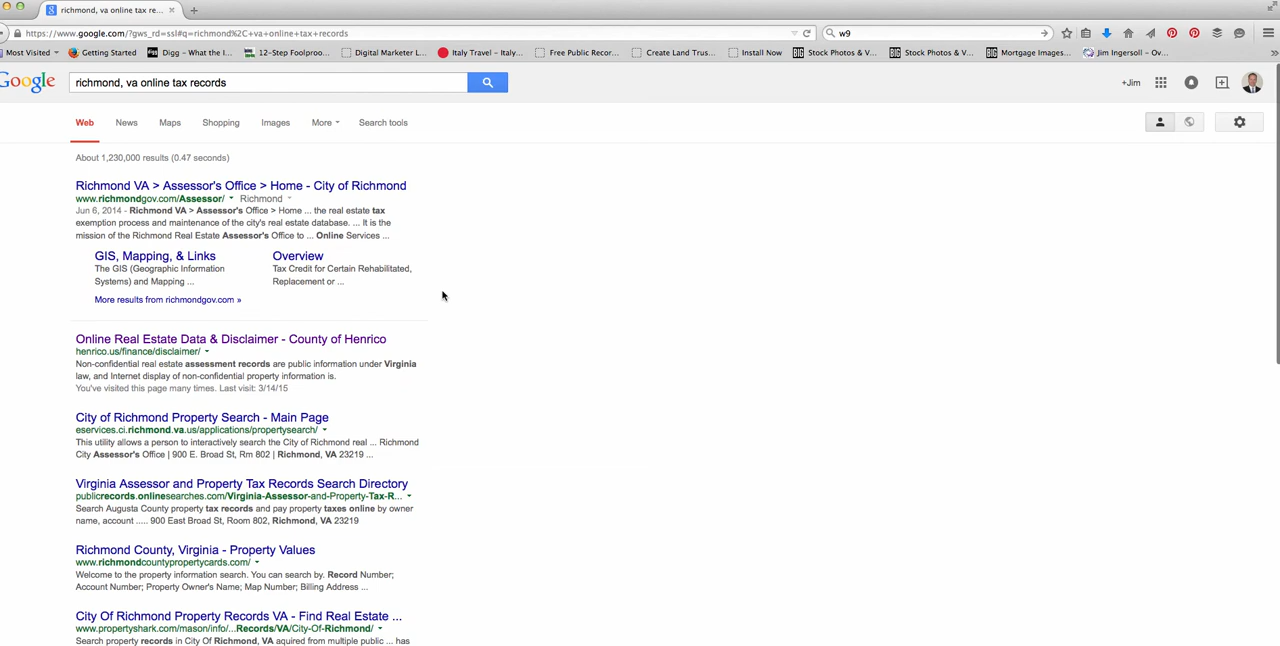 richmond, va online tax re...
https://www.google.com/?gws_rd=ssl#q=richmond%2C+va+online+tax+records
w9
Most Visited
Getting Started
Digg - What the I...
12-Step Foolproo...
Digital Marketer L...
Italy Travel - Italy...
Free Public Recor...
Create Land Trus...
Install Now
Stock Photos & V...
Stock Photos & V...
Mortgage Images...
Jim Ingersoll - Ov...
Google
richmond, va online tax records
+Jim
Web News Maps Shopping Images More Search tools
About 1,230,000 results (0.47 seconds)
Richmond VA > Assessor's Office > Home - City of Richmond
www.richmondgov.com/Assessor/ Richmond
Jun 6, 2014 - Richmond VA > Assessor's Office > Home ... the real estate tax
exemption process and maintenance of the city's real estate database. ... It is the
mission of the Richmond Real Estate Assessor's Office to ... Online Services ...
GIS, Mapping, & Links
The GIS (Geographic Information
Systems) and Mapping ...
Overview
Tax Credit for Certain Rehabilitated,
Replacement or ...
More results from richmondgov.com »
Online Real Estate Data & Disclaimer - County of Henrico
henrico.us/finance/disclaimer/
Non-confidential real estate assessment records are public information under Virginia
law, and Internet display of non-confidential property information is.
You've visited this page many times. Last visit: 3/14/15
City of Richmond Property Search - Main Page
eservices.ci.richmond.va.us/applications/propertysearch/
This utility allows a person to interactively search the City of Richmond real ... Richmond
City Assessor's Office | 900 E. Broad St, Rm 802 | Richmond, VA 23219 ...
Virginia Assessor and Property Tax Records Search Directory
publicrecords.onlinesearches.com/Virginia-Assessor-and-Property-Tax-R...
Search Augusta County property tax records and pay property taxes online by owner
name, account ..... 900 East Broad St, Room 802, Richmond, VA 23219
Richmond County, Virginia - Property Values
www.richmondcountypropertycards.com/
Welcome to the property information search. You can search by. Record Number;
Account Number; Property Owner's Name; Map Number; Billing Address ...
City Of Richmond Property Records VA - Find Real Estate ...
www.propertyshark.com/mason/info/...Records/VA/City-Of-Richmond/
Search property records in City Of Richmond, VA aquired from multiple public ... has